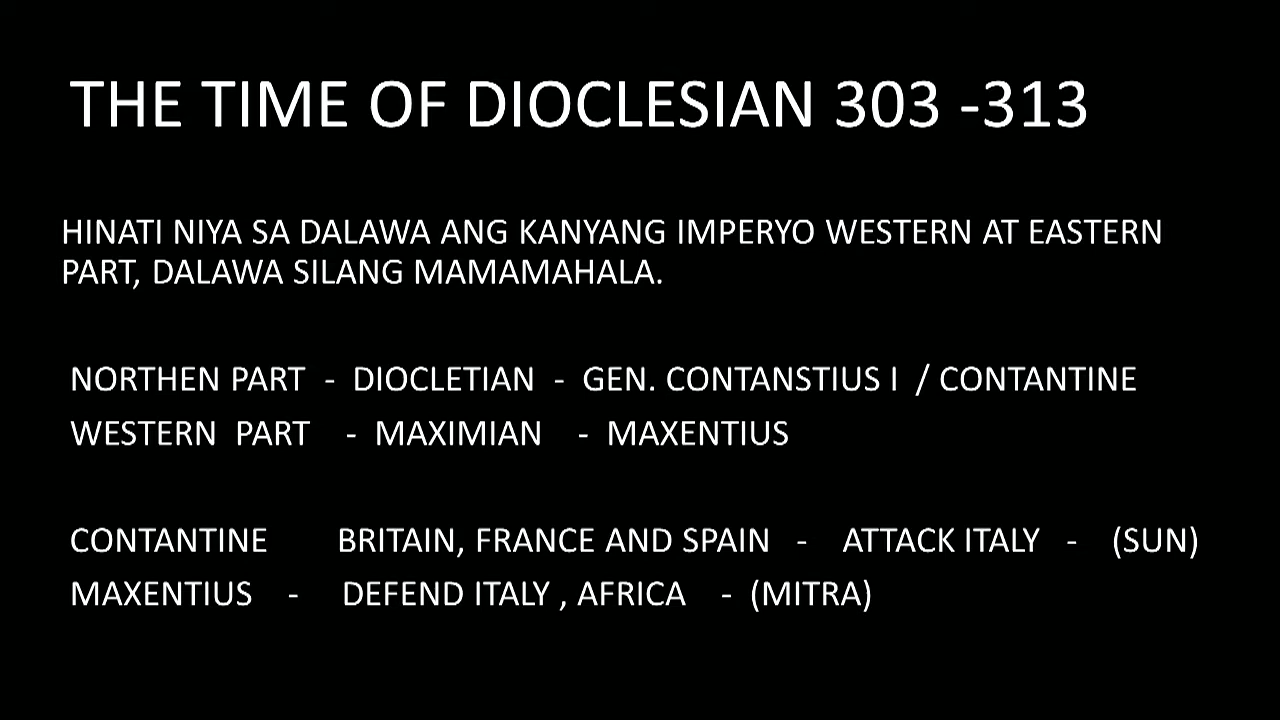 THE TIME OF DIOCLESIAN 303 -313
HINATI NIYA SA DALAWA ANG KANYANG IMPERYO WESTERN AT EASTERN
PART, DALAWA SILANG MAMAMAHALA.
NORTHEN PART - DIOCLETIAN - GEN. CONTANSTIUS I / CONTANTINE
WESTERN PART - MAXIMIAN - MAXENTIUS
CONTANTINE BRITAIN, FRANCE AND SPAIN - ATTACK ITALY - (SUN)
MAXENTIUS - DEFEND ITALY , AFRICA - (MITRA)